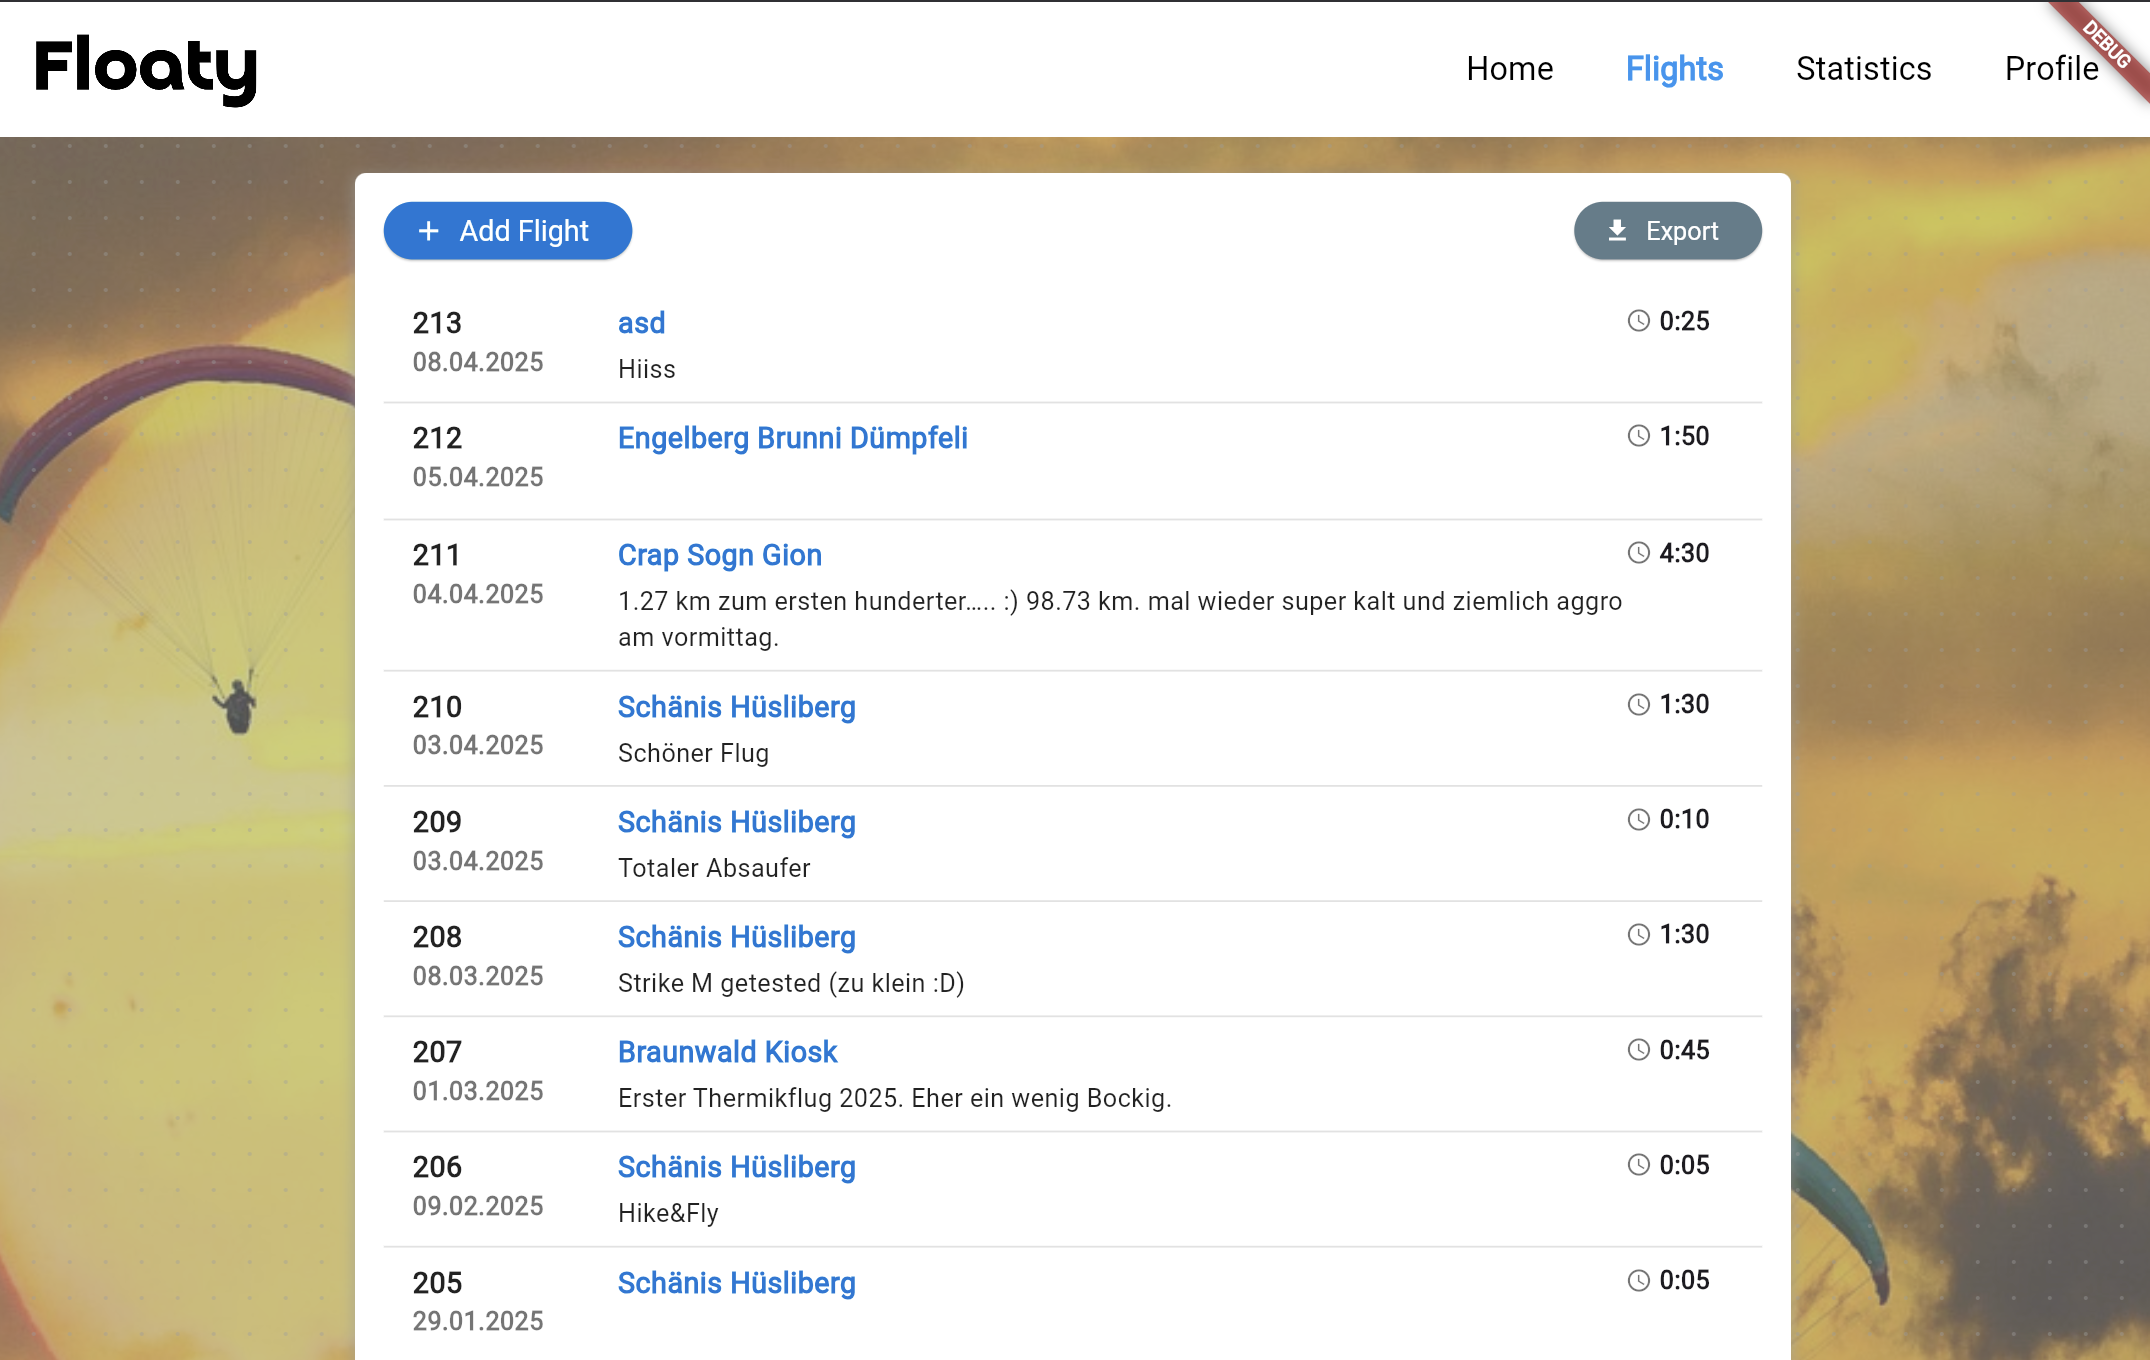 Floaty
Home
Flights
Statistics
Profile
DEBUG
Add Flight
Export
213
asd
0:25
08.04.2025
Hiiss
212
Engelberg Brunni Dümpfeli
1:50
05.04.2025
211
Crap Sogn Gion
4:30
04.04.2025
1.27 km zum ersten hunderter..... :) 98.73 km. mal wieder super kalt und ziemlich aggro
am vormittag.
210
Schänis Hüsliberg
1:30
03.04.2025
Schöner Flug
209
Schänis Hüsliberg
0:10
03.04.2025
Totaler Absaufer
208
Schänis Hüsliberg
1:30
08.03.2025
Strike M getested (zu klein :D)
207
Braunwald Kiosk
0:45
01.03.2025
Erster Thermikflug 2025. Eher ein wenig Bockig.
206
Schänis Hüsliberg
0:05
09.02.2025
Hike&Fly
205
Schänis Hüsliberg
0:05
29.01.2025